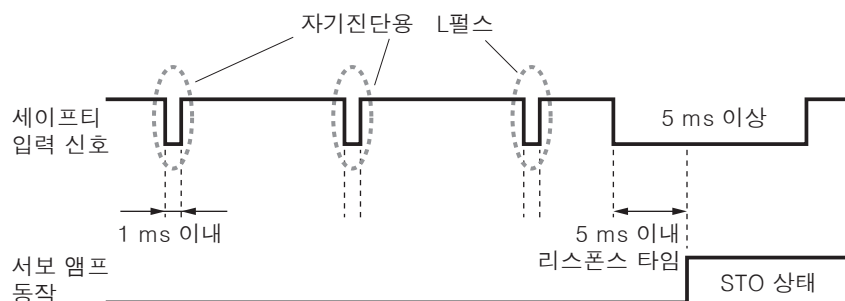 자기진단용 L펄스
세이프티
입력 신호
5 ms 이상
1 ms 이내
5 ms 이내
리스폰스 타임
서보 앰프
동작
STO 상태